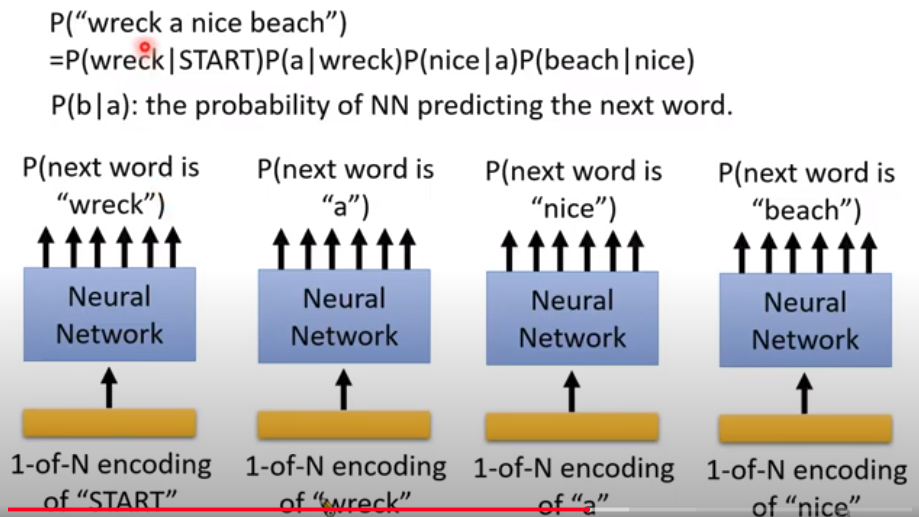 P(“wreck a nice beach”)
=P(wreck|START)P(a|wreck)P(nice|a)P(beach|nice)
P(b|a): the probability of NN predicting the next word.
P(next word is “wreck”)
P(next word is “a”)
P(next word is “nice”)
P(next word is “beach”)
Neural Network
Neural Network
Neural Network
Neural Network
1-of-N encoding of “START”
1-of-N encoding of “wreck”
1-of-N encoding of “a”
1-of-N encoding of “nice”